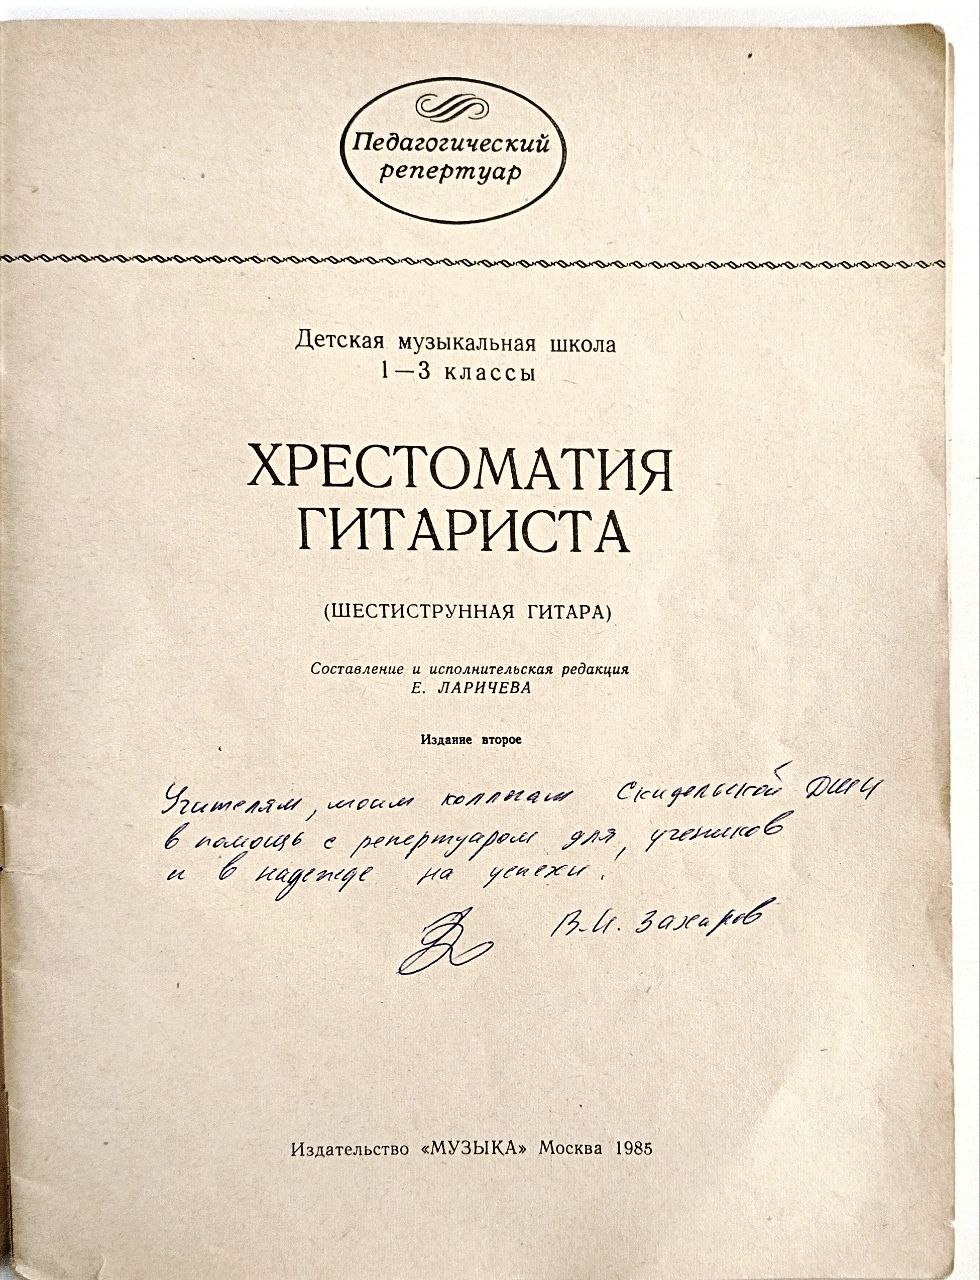 Педагогический
репертуар
Детская музыкальная школа
1—3 классы
ХРЕСТОМАТИЯ
ГИТАРИСТА
(ШЕСТИСТРУННАЯ ГИТАРА)
Составление и исполнительская редакция
Е. ЛАРИЧЕВА
Издание второе
Учителям, моим коллегам Скидельской ДШИ
в помощь с репертуаром для учеников
и в надежде на успехи!
В.И. Захаров
Издательство «МУЗЫКА» Москва 1985